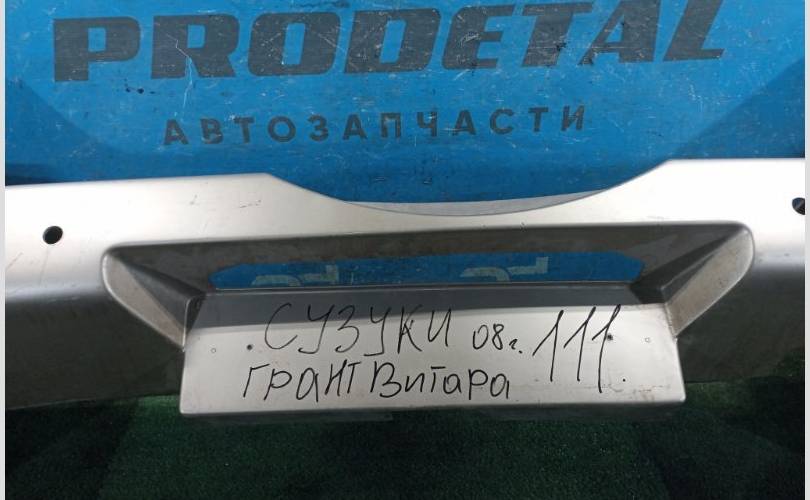 PRODETAL
АВТОЗАПЧАСТИ
СУЗУКИ 08г. 111.
ГРАНТ Витара